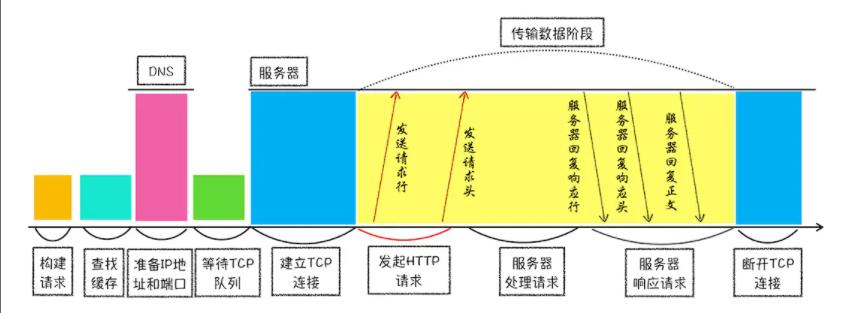 传输数据阶段
DNS
服务器
发送请求行
发送请求头
服务器回复响应行
服务器回复响应头
服务器回复正文
构建
请求
查找
缓存
准备IP地
址和端口
等待TCP
队列
建立TCP
连接
发起HTTP
请求
服务器
处理请求
服务器
响应请求
断开TCP
连接